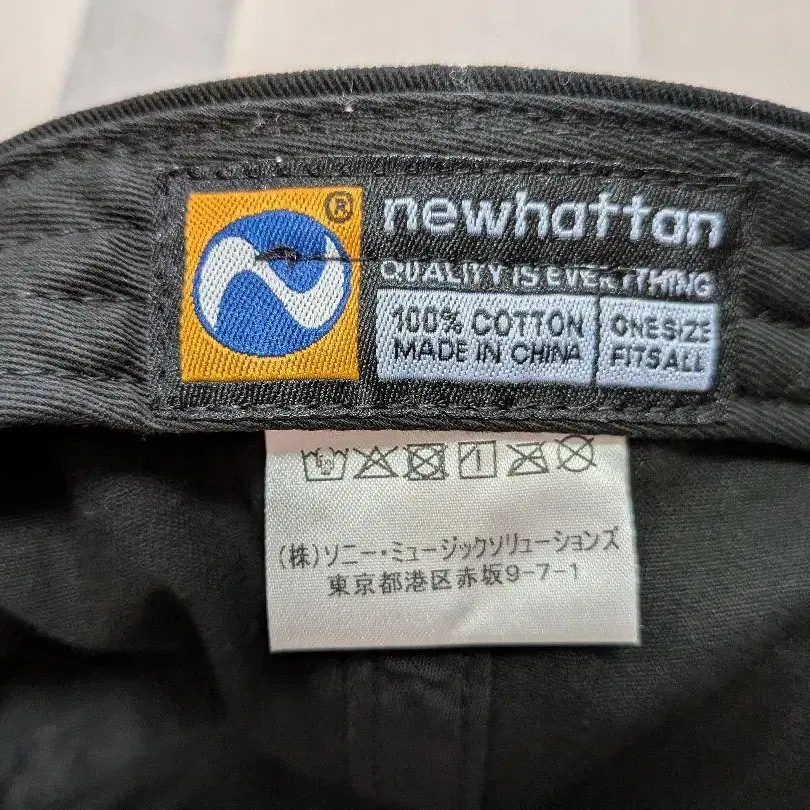 ®
newhattan
QUALITY IS EVERYTHING
100% COTTON
MADE IN CHINA
ONE SIZE
FITS ALL
(株)ソニー・ミュージックソリューションズ
東京都港区赤坂9-7-1